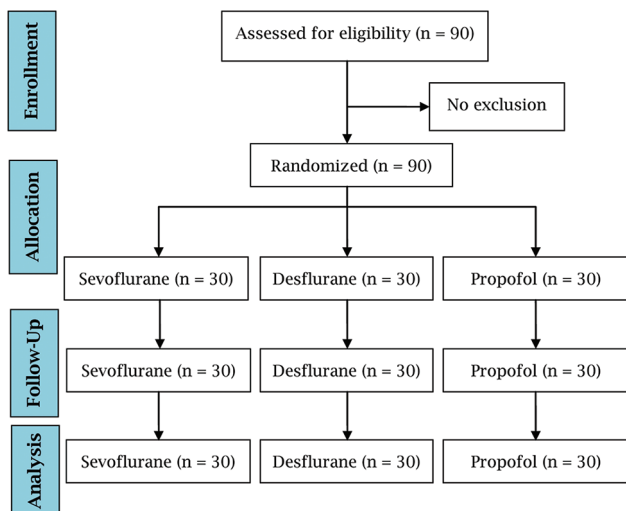 Enrollment
Assessed for eligibility (n = 90)
No exclusion
Randomized (n = 90)
Allocation
Sevoflurane (n = 30)
Desflurane (n = 30)
Propofol (n = 30)
Follow-Up
Sevoflurane (n = 30)
Desflurane (n = 30)
Propofol (n = 30)
Analysis
Sevoflurane (n = 30)
Desflurane (n = 30)
Propofol (n = 30)